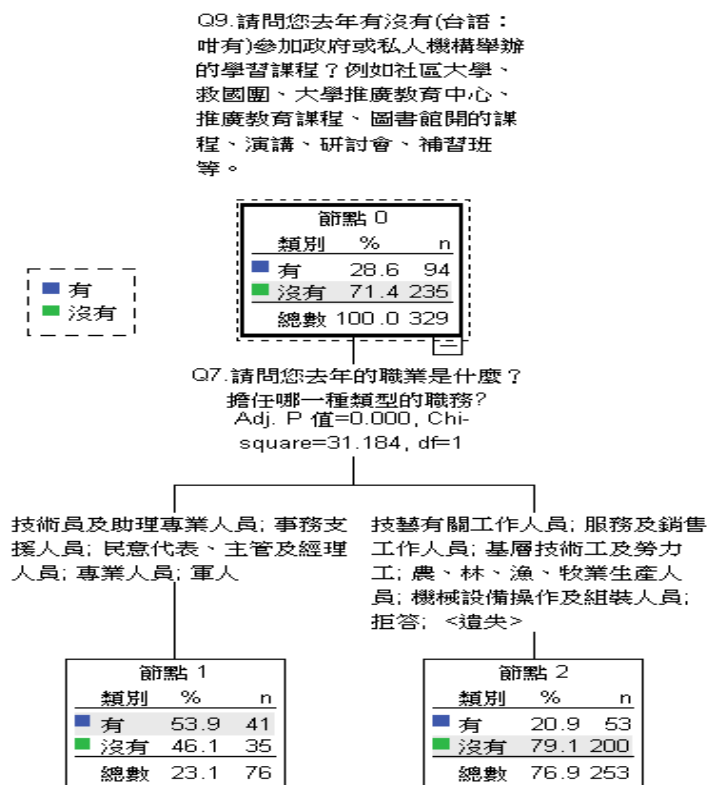 Q9.請問您去年有沒有(台語：
咁有)參加政府或私人機構舉辦
的學習課程？例如社區大學、
救國團、大學推廣教育中心、
推廣教育課程、圖書館開的課
程、演講、研討會、補習班
等。
節點 0
類別 % n
有 28.6 94
沒有 71.4 235
總數 100.0 329
有
沒有
Q7.請問您去年的職業是什麼？
擔任哪一種類型的職務?
Adj. P 值=0.000, Chi-
square=31.184, df=1
技術員及助理專業人員; 事務支
援人員; 民意代表、主管及經理
人員; 專業人員; 軍人
技藝有關工作人員; 服務及銷售
工作人員; 基層技術工及勞力
工; 農、林、漁、牧業生產人
員; 機械設備操作及組裝人員;
拒答; <遺失>
節點 1
類別 % n
有 53.9 41
沒有 46.1 35
總數 23.1 76
節點 2
類別 % n
有 20.9 53
沒有 79.1 200
總數 76.9 253